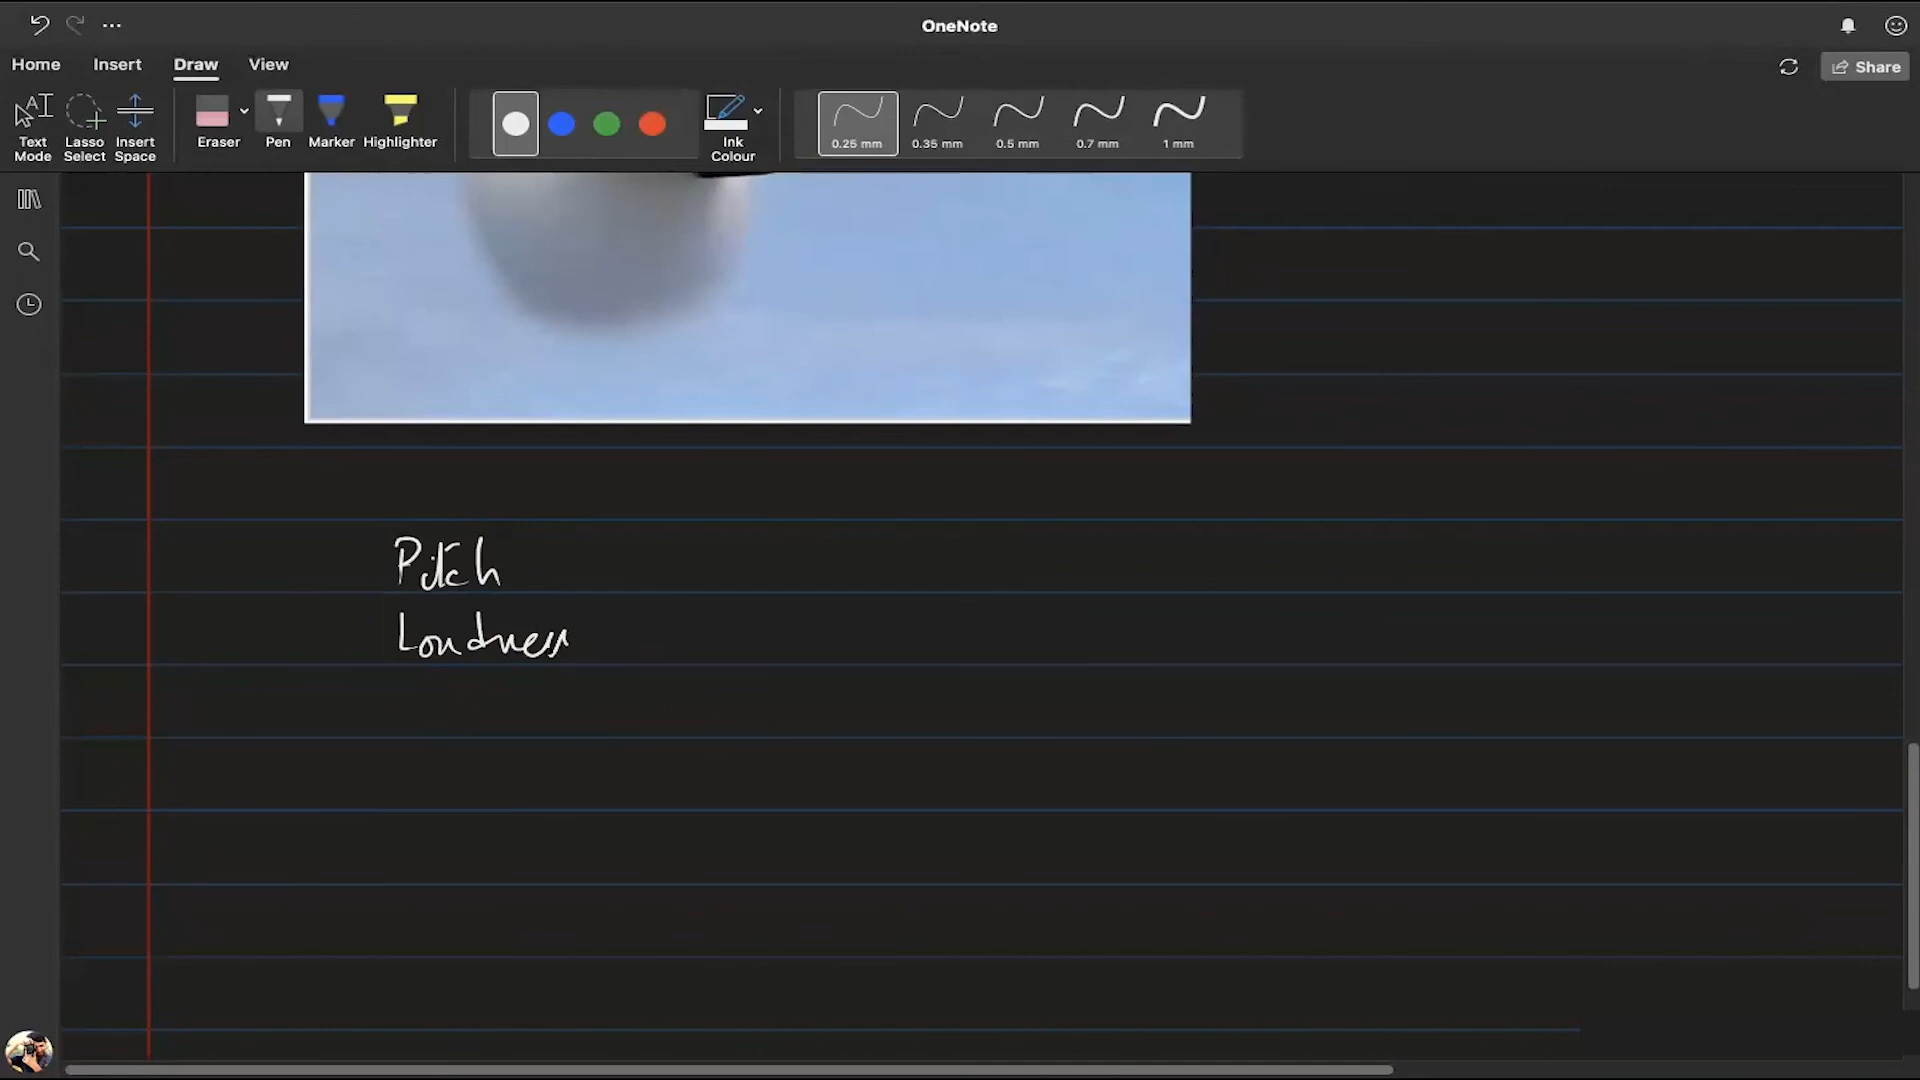 OneNote
Home Insert Draw View
Share
Text Mode
Lasso Select
Insert Space
Eraser
Pen
Marker
Highlighter
Ink Colour
0.25 mm
0.35 mm
0.5 mm
0.7 mm
1 mm
Pitch
Loudness